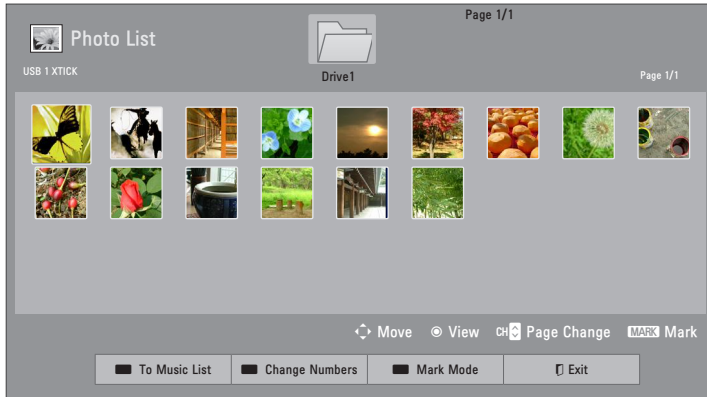 Page 1/1
Photo List
USB 1 XTICK
Drive1
Page 1/1
Move View CH Page Change MARK Mark
To Music List Change Numbers Mark Mode Exit